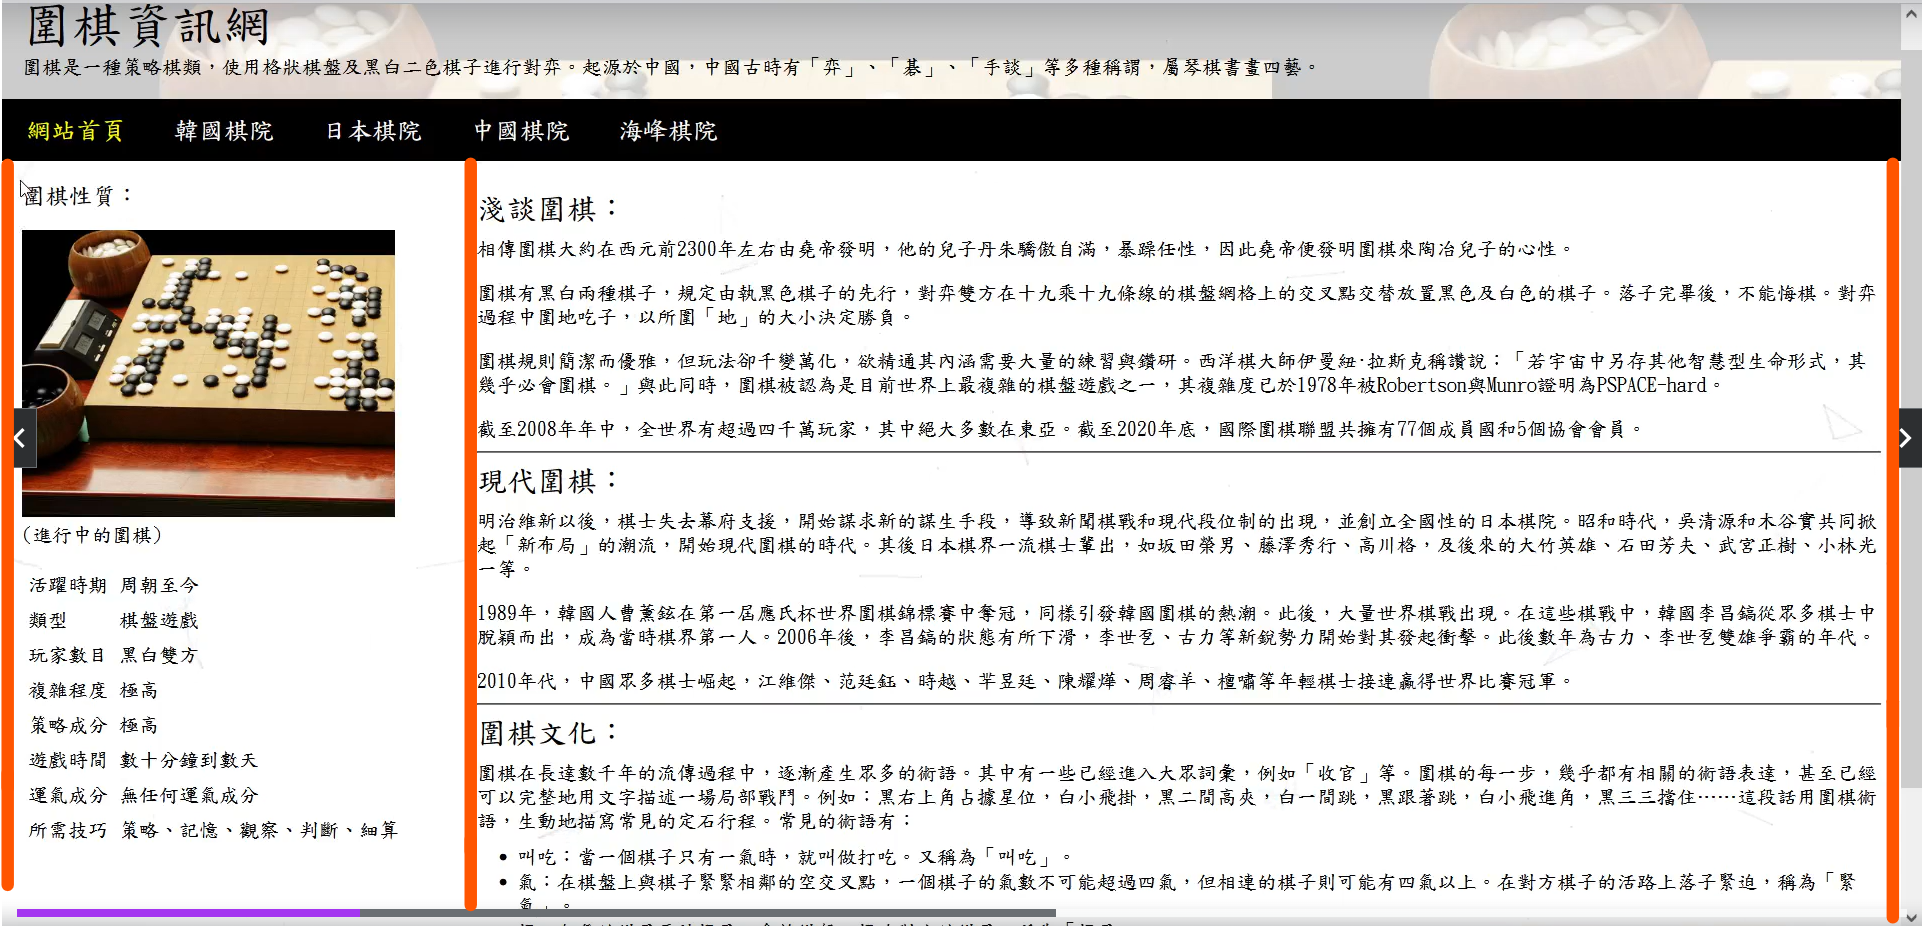 圍棋資訊網
圍棋是一種策略棋類，使用格狀棋盤及黑白二色棋子進行對弈。起源於中國，中國古時有「弈」、「碁」、「手談」等多種稱謂，屬琴棋書畫四藝。
網站首頁 韓國棋院 日本棋院 中國棋院 海峰棋院
圍棋性質：
(進行中的圍棋)
活躍時期 周朝至今
類型 棋盤遊戲
玩家數目 黑白雙方
複雜程度 極高
策略成分 極高
遊戲時間 數十分鐘到數天
運氣成分 無任何運氣成分
所需技巧 策略、記憶、觀察、判斷、細算
淺談圍棋：
相傳圍棋大約在西元前2300年左右由堯帝發明，他的兒子丹朱驕傲自滿，暴躁任性，因此堯帝便發明圍棋來陶冶兒子的心性。
圍棋有黑白兩種棋子，規定由執黑色棋子的先行，對弈雙方在十九乘十九條線的棋盤網格上的交叉點交替放置黑色及白色的棋子。落子完畢後，不能悔棋。對弈
過程中圍地吃子，以所圍「地」的大小決定勝負。
圍棋規則簡潔而優雅，但玩法卻千變萬化，欲精通其內涵需要大量的練習與鑽研。西洋棋大師伊曼紐·拉斯克稱讚說：「若宇宙中另存其他智慧型生命形式，其
幾乎必會圍棋。」與此同時，圍棋被認為是目前世界上最複雜的棋盤遊戲之一，其複雜度已於1978年被Robertson與Munro證明為PSPACE-hard。
截至2008年年中，全世界有超過四千萬玩家，其中絕大多數在東亞。截至2020年底，國際圍棋聯盟共擁有77個成員國和5個協會會員。
現代圍棋：
明治維新以後，棋士失去幕府支援，開始謀求新的謀生手段，導致新聞棋戰和現代段位制的出現，並創立全國性的日本棋院。昭和時代，吳清源和木谷實共同掀
起「新布局」的潮流，開始現代圍棋的時代。其後日本棋界一流棋士輩出，如坂田榮男、藤澤秀行、高川格，及後來的大竹英雄、石田芳夫、武宮正樹、小林光
一等。
1989年，韓國人曹薰鉉在第一屆應氏杯世界圍棋錦標賽中奪冠，同樣引發韓國圍棋的熱潮。此後，大量世界棋戰出現。在這些棋戰中，韓國李昌鎬從眾多棋士中
脫穎而出，成為當時棋界第一人。2006年後，李昌鎬的狀態有所下滑，李世乭、古力等新銳勢力開始對其發起衝擊。此後數年為古力、李世乭雙雄爭霸的年代。
2010年代，中國眾多棋士崛起，江維傑、范廷鈺、時越、芈昱廷、陳耀燁、周睿羊、檀嘯等年輕棋士接連贏得世界比賽冠軍。
圍棋文化：
圍棋在長達數千年的流傳過程中，逐漸產生眾多的術語。其中有一些已經進入大眾詞彙，例如「收官」等。圍棋的每一步，幾乎都有相關的術語表達，甚至已經
可以完整地用文字描述一場局部戰鬥。例如：黑右上角占據星位，白小飛掛，黑二間高夾，白一間跳，黑跟著跳，白小飛進角，黑三三擋住⋯⋯這段話用圍棋術
語，生動地描寫常見的定石行程。常見的術語有：
• 叫吃：當一個棋子只有一氣時，就叫做打吃。又稱為「叫吃」。
• 氣：在棋盤上與棋子緊緊相鄰的空交叉點，一個棋子的氣數不可能超過四氣，但相連的棋子則可能有四氣以上。在對方棋子的活路上落子緊迫，稱為「緊
氣」。